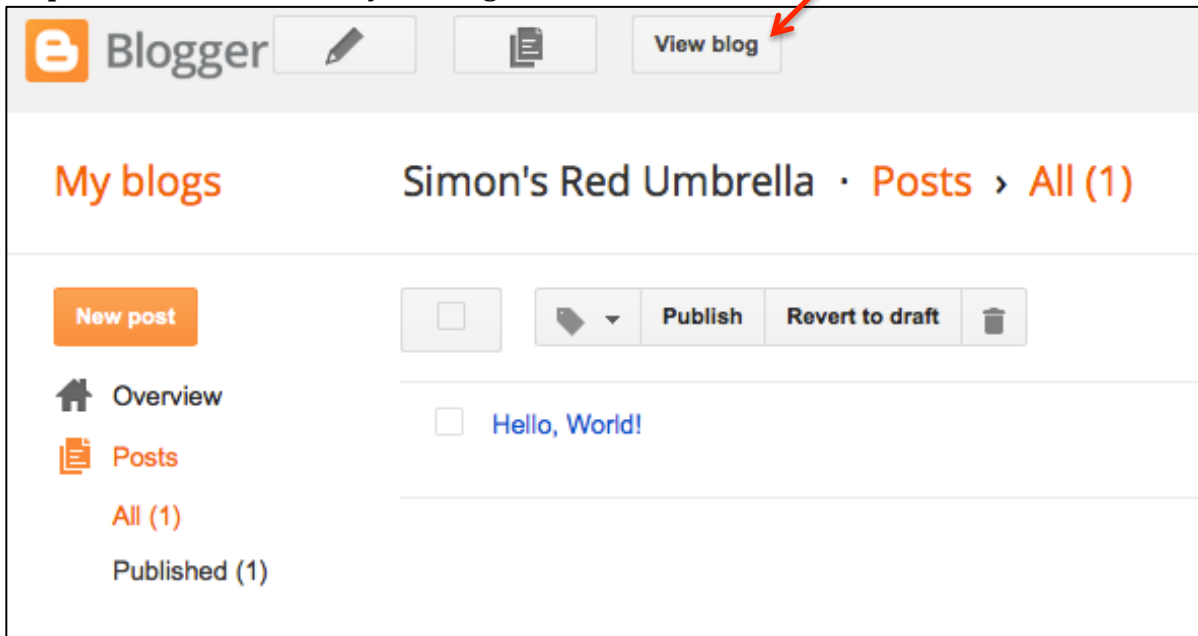 Blogger View blog
My blogs Simon's Red Umbrella · Posts › All (1)
New post Publish Revert to draft
Overview
Hello, World!
Posts
All (1)
Published (1)